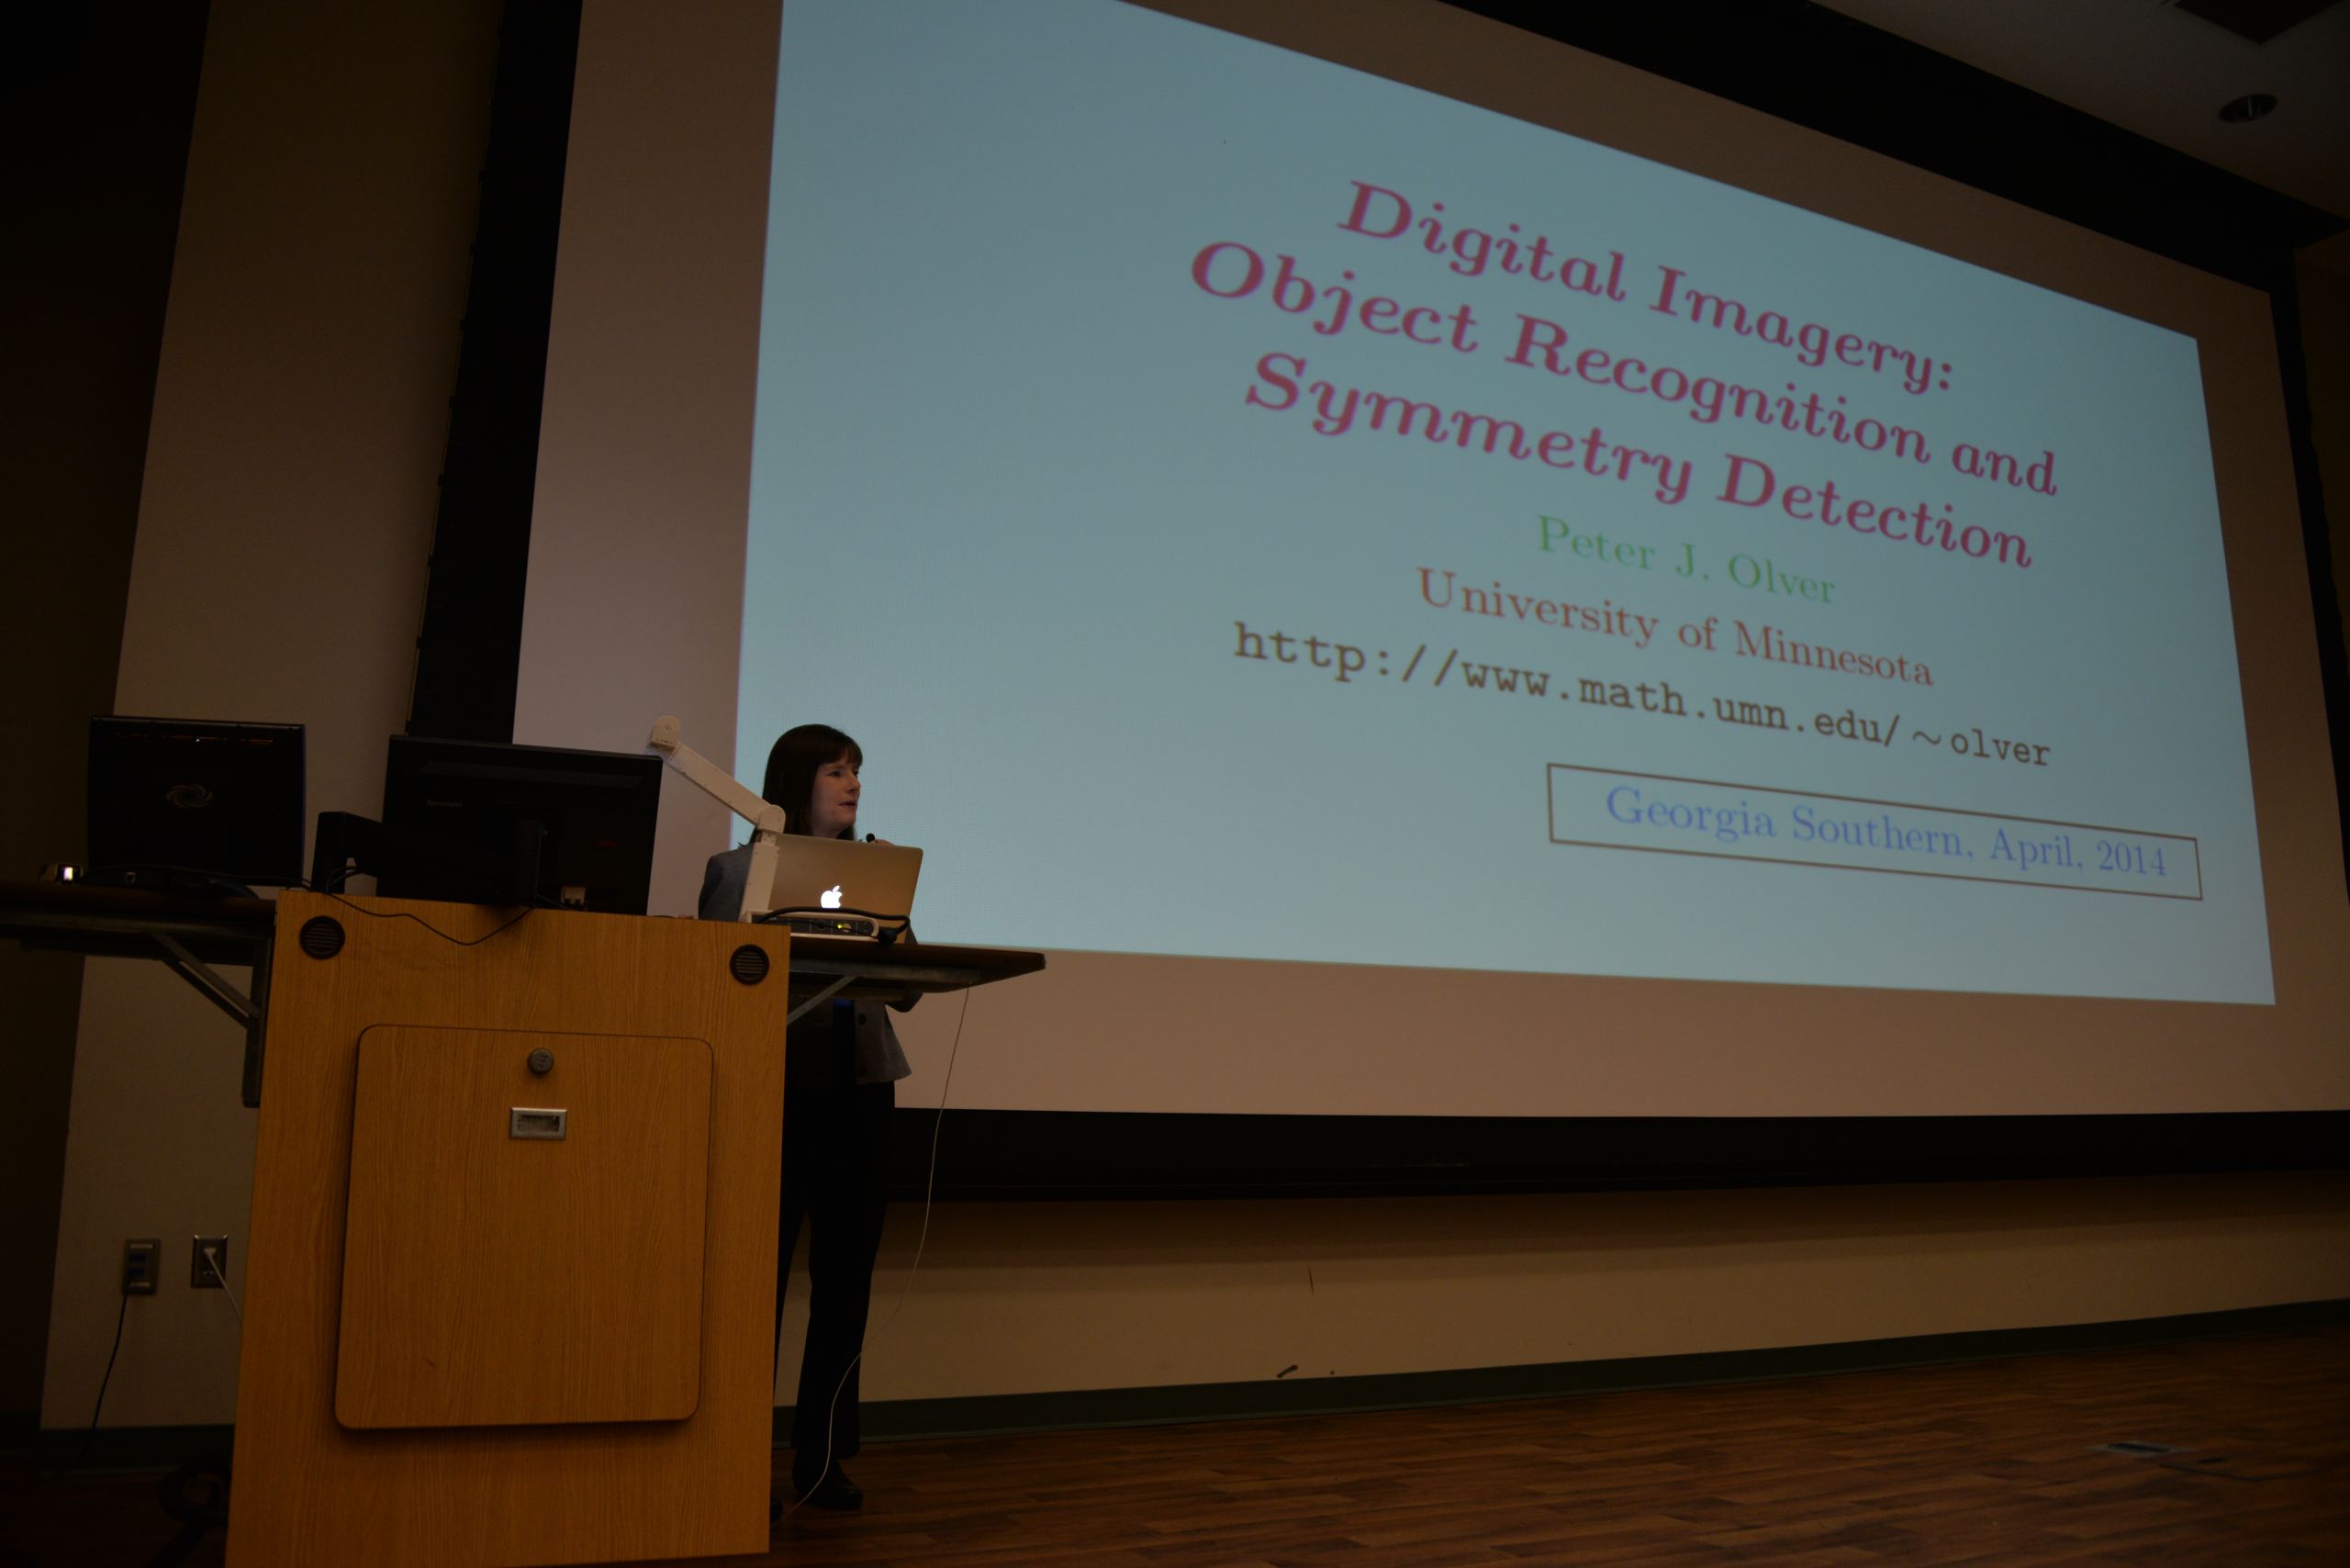 Digital Imagery:
Object Recognition and
Symmetry Detection
Peter J. Olver
University of Minnesota
http://www.math.umn.edu/~olver
Georgia Southern, April, 2014